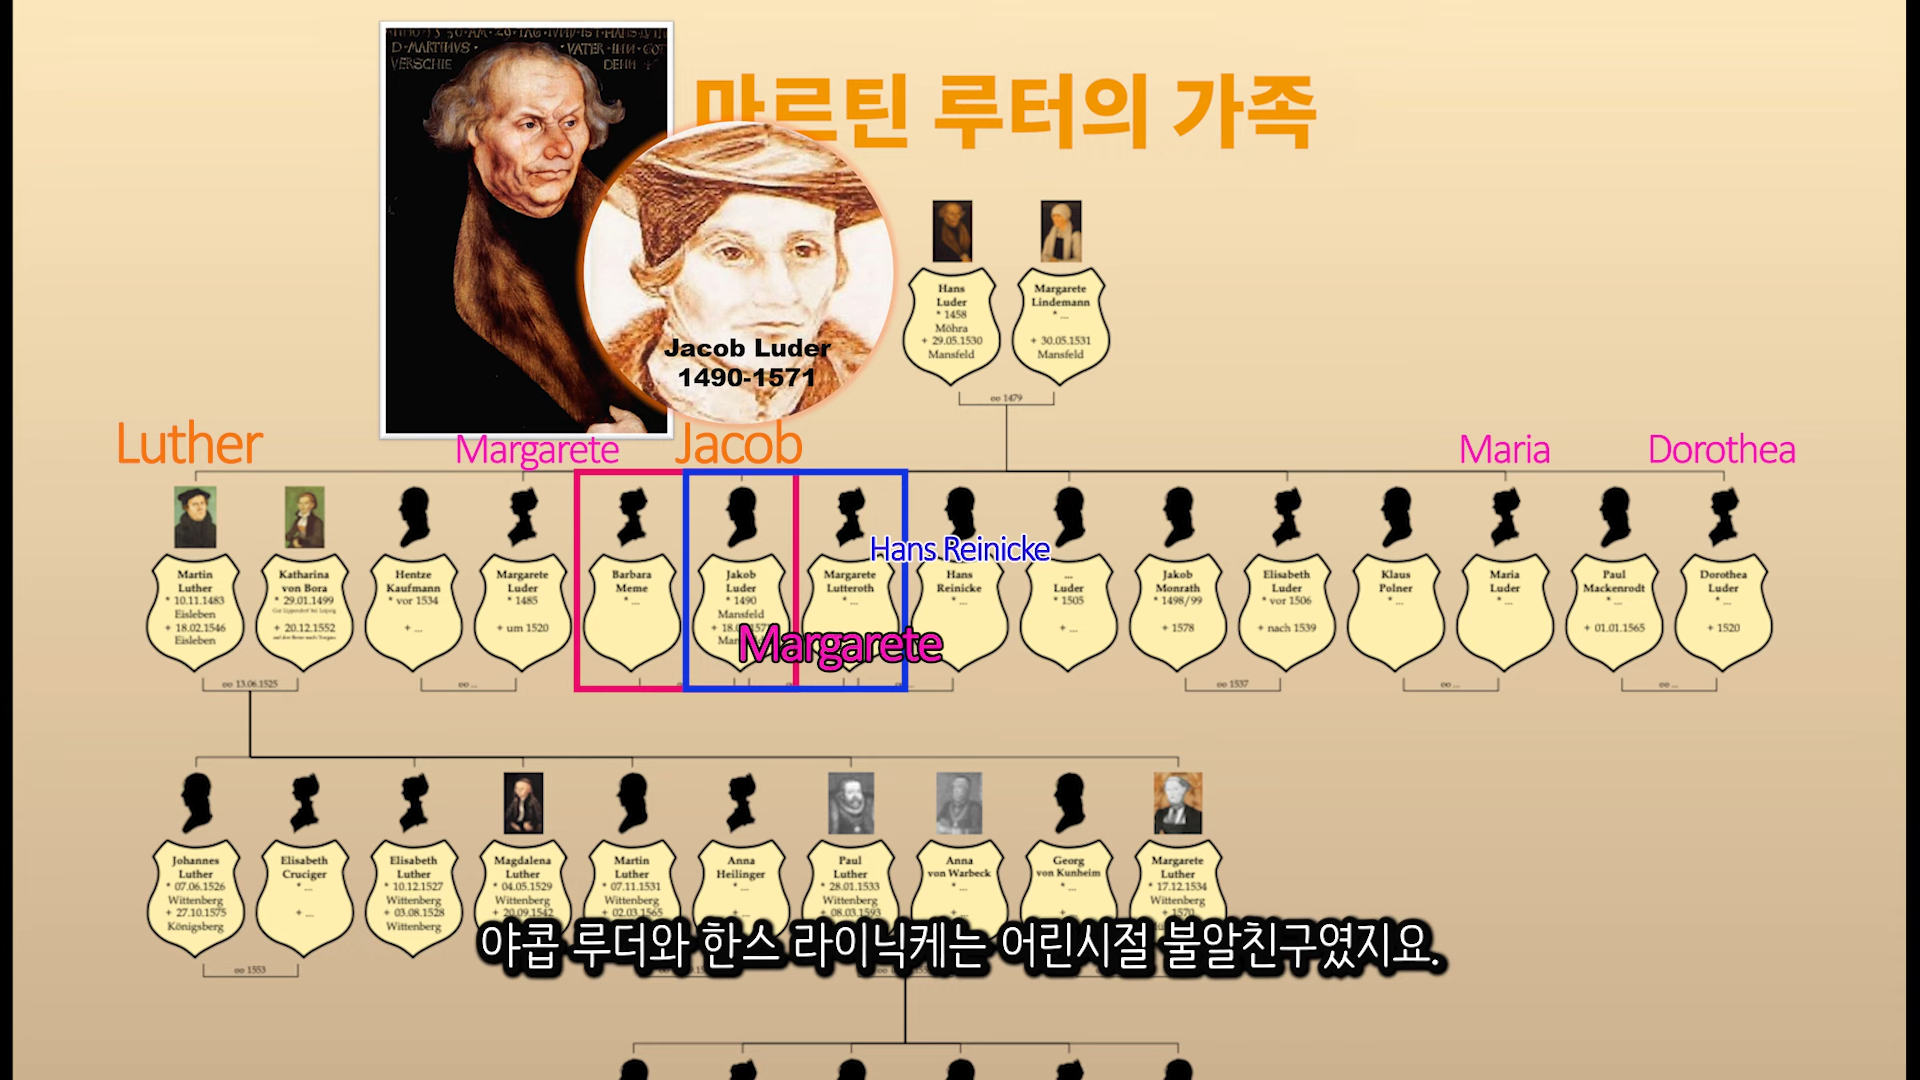 D·MARTINVS·
·VATER·INN·GOT
VERSCHIE
DENN
마르틴 루터의 가족
Jacob Luder
1490-1571
Hans
Luder
* 1458
Möhra
+ 29.05.1530
Mansfeld
Margarete
Lindemann
* ...
+ 30.05.1531
Mansfeld
oo 1479
Luther
Margarete
Jacob
Maria
Dorothea
Martin
Luther
* 10.11.1483
Eisleben
+ 18.02.1546
Eisleben
Katharina
von Bora
* 29.01.1499
+ 20.12.1552
Hentze
Kaufmann
* vor 1534
+ ...
Margarete
Luder
* 1485
+ um 1520
Barbara
Meme
* ...
Jakob
Luder
* 1490
Mansfeld
Margarete
Lutteroth
* ...
Hans Reinicke
Hans
Reinicke
* ...
...
Luder
* 1505
+ ...
Jakob
Monrath
* 1498/99
+ 1578
Elisabeth
Luder
* vor 1506
+ nach 1539
Klaus
Polner
* ...
Maria
Luder
* ...
Paul
Mackenrodt
* ...
+ 01.01.1565
Dorothea
Luder
* ...
+ 1520
Margarete
oo 13.06.1525
oo ...
oo 1537
oo ...
oo ...
Johannes
Luther
* 07.06.1526
Wittenberg
+ 27.10.1575
Königsberg
Elisabeth
Cruciger
* ...
+ ...
Elisabeth
Luther
* 10.12.1527
Wittenberg
+ 03.08.1528
Wittenberg
Magdalena
Luther
* 04.05.1529
Wittenberg
+ 20.09.1542
Martin
Luther
* 07.11.1531
Wittenberg
+ 02.03.1565
Anna
Heilinger
* ...
+ ...
Paul
Luther
* 28.01.1533
Wittenberg
+ 08.03.1593
Anna
von Warbeck
* ...
Georg
von Kunheim
* ...
Margarete
Luther
* 17.12.1534
Wittenberg
+ 1570
oo 1553
야콥 루더와 한스 라이닉케는 어린시절 불알친구였지요.